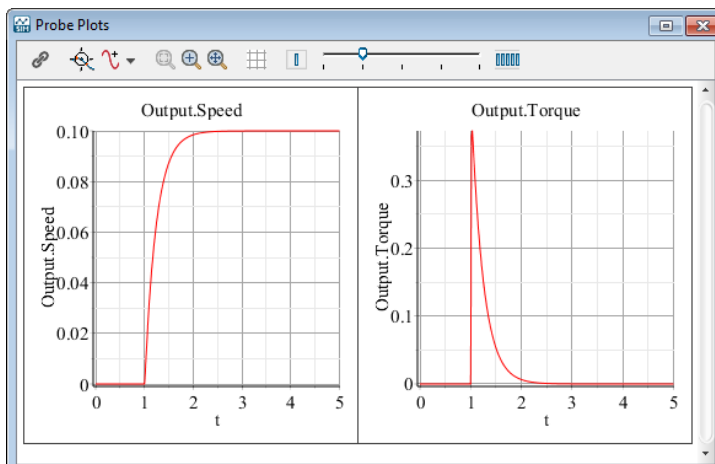 SIM Probe Plots
Output.Speed
Output.Speed
0.10
0.08
0.06
0.04
0.02
0
0 1 2 3 4 5
t
Output.Torque
Output.Torque
0.3
0.2
0.1
0
0 1 2 3 4 5
t